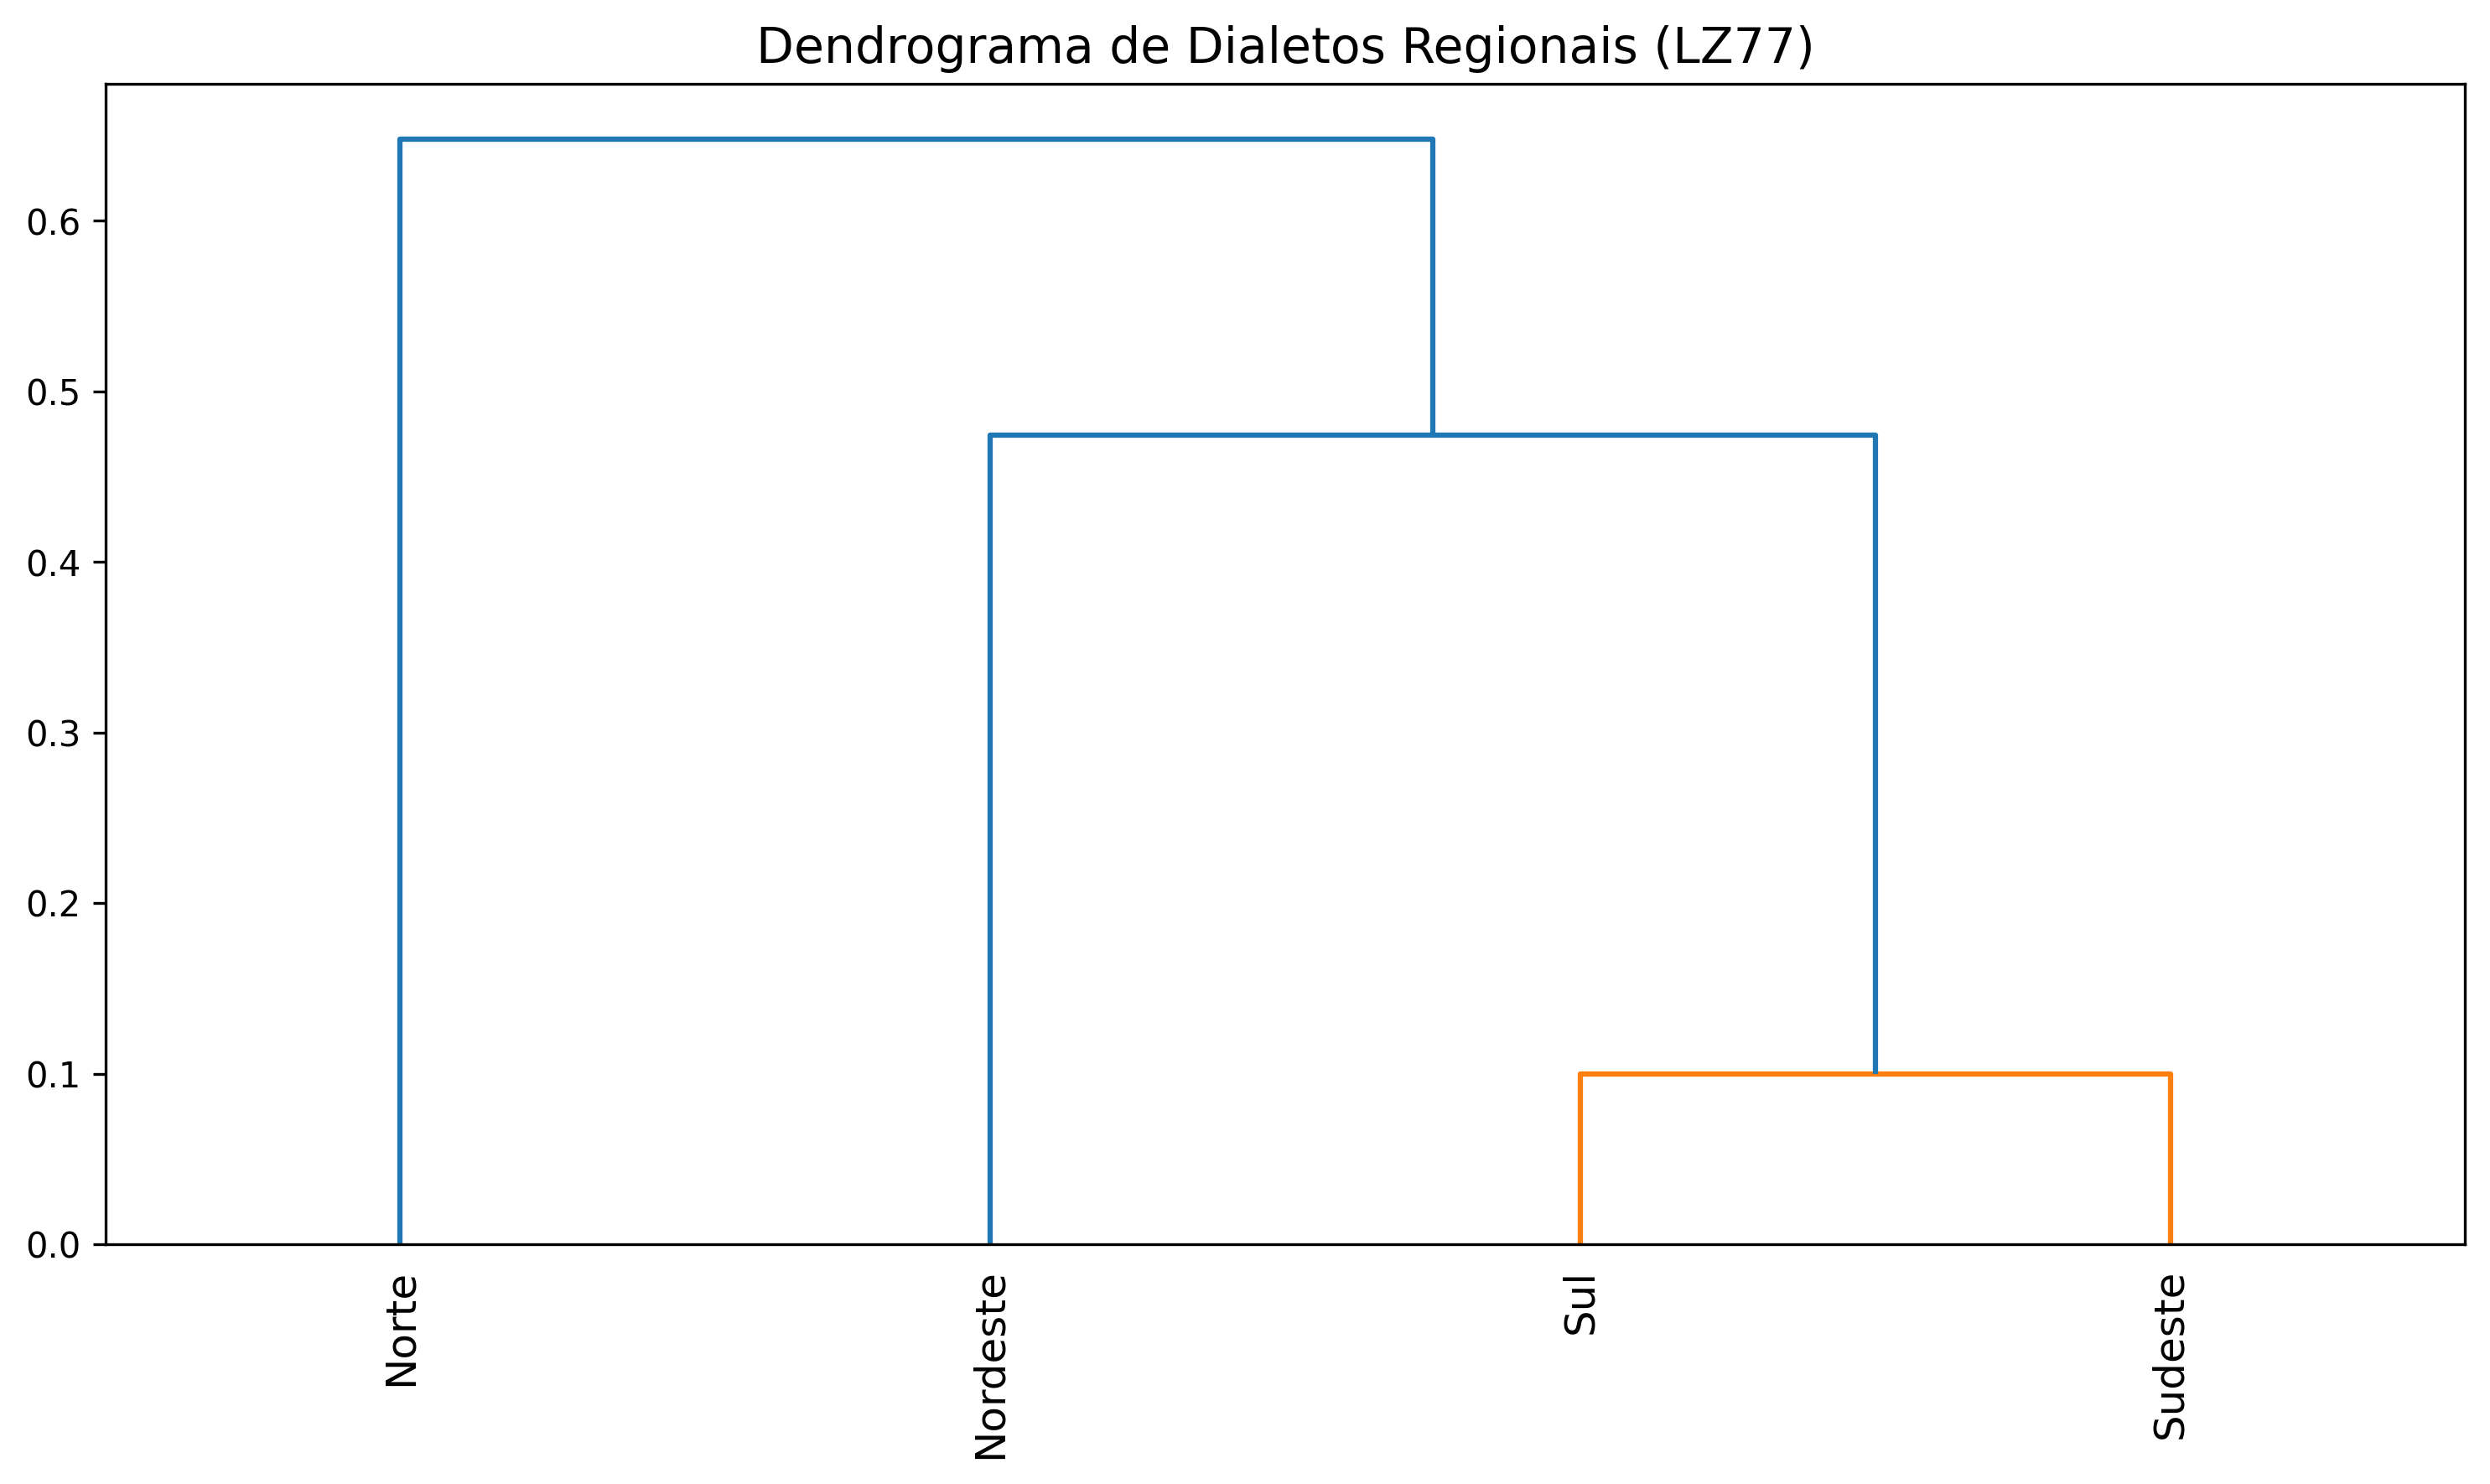 Dendrograma de Dialetos Regionais (LZ77)
0.6
0.5
0.4
0.3
0.2
0.1
0.0
Norte
Nordeste
Sul
Sudeste